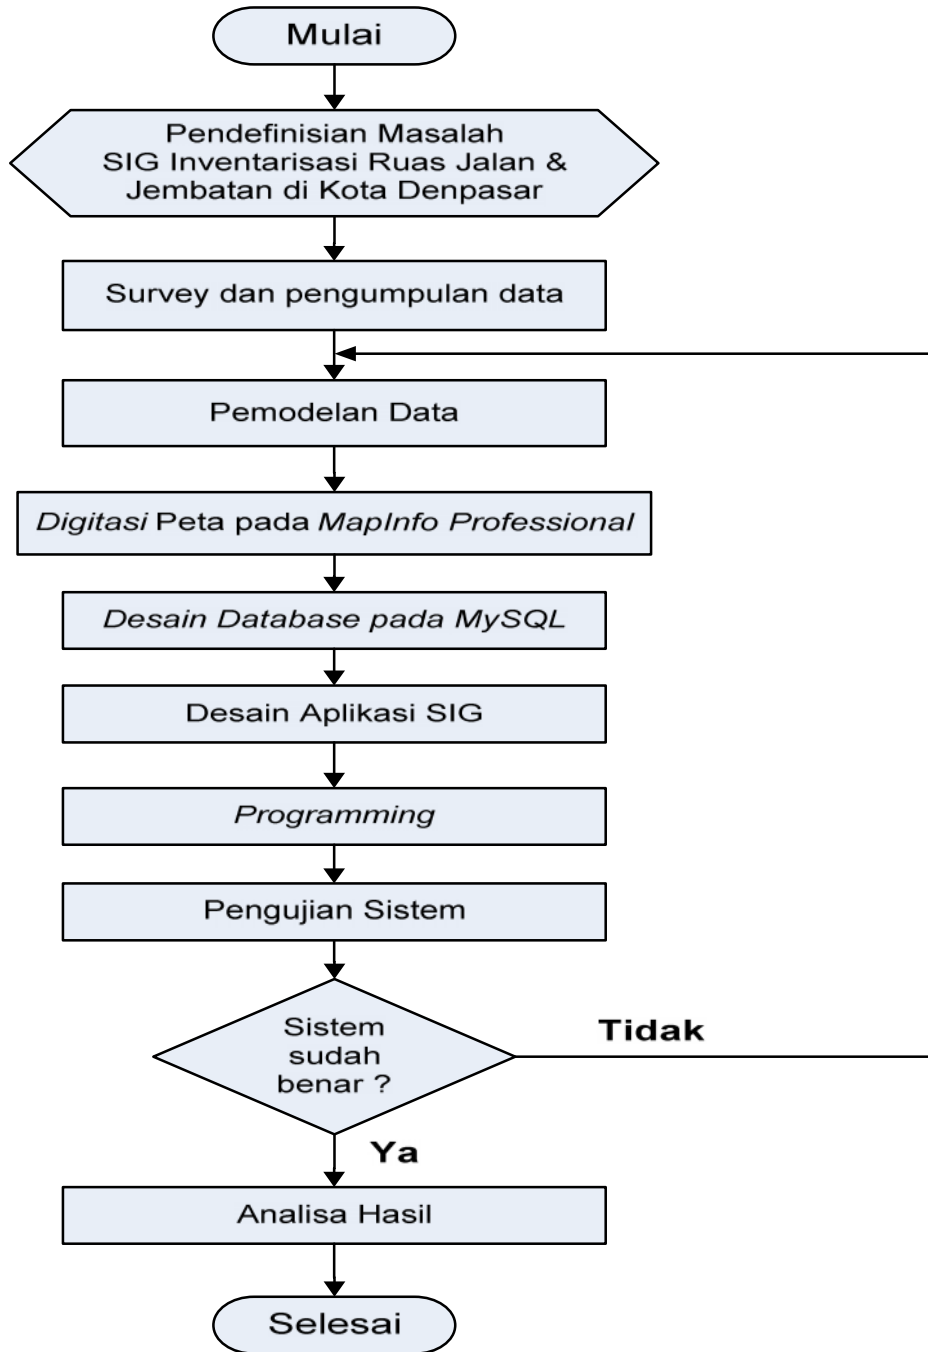 Mulai
Pendefinisian Masalah
SIG Inventarisasi Ruas Jalan &
Jembatan di Kota Denpasar
Survey dan pengumpulan data
Pemodelan Data
Digitasi Peta pada MapInfo Professional
Desain Database pada MySQL
Desain Aplikasi SIG
Programming
Pengujian Sistem
Sistem
sudah
benar ?
Tidak
Ya
Analisa Hasil
Selesai